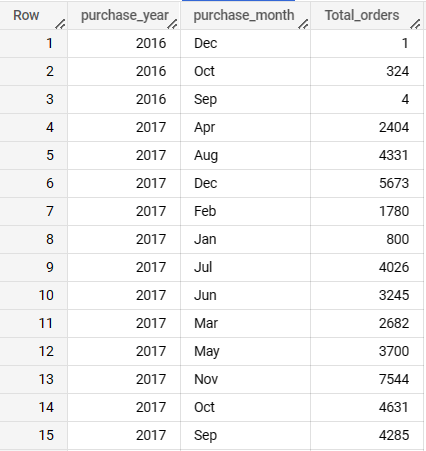 Row purchase_year purchase_month Total_orders
1 2016 Dec 1
2 2016 Oct 324
3 2016 Sep 4
4 2017 Apr 2404
5 2017 Aug 4331
6 2017 Dec 5673
7 2017 Feb 1780
8 2017 Jan 800
9 2017 Jul 4026
10 2017 Jun 3245
11 2017 Mar 2682
12 2017 May 3700
13 2017 Nov 7544
14 2017 Oct 4631
15 2017 Sep 4285